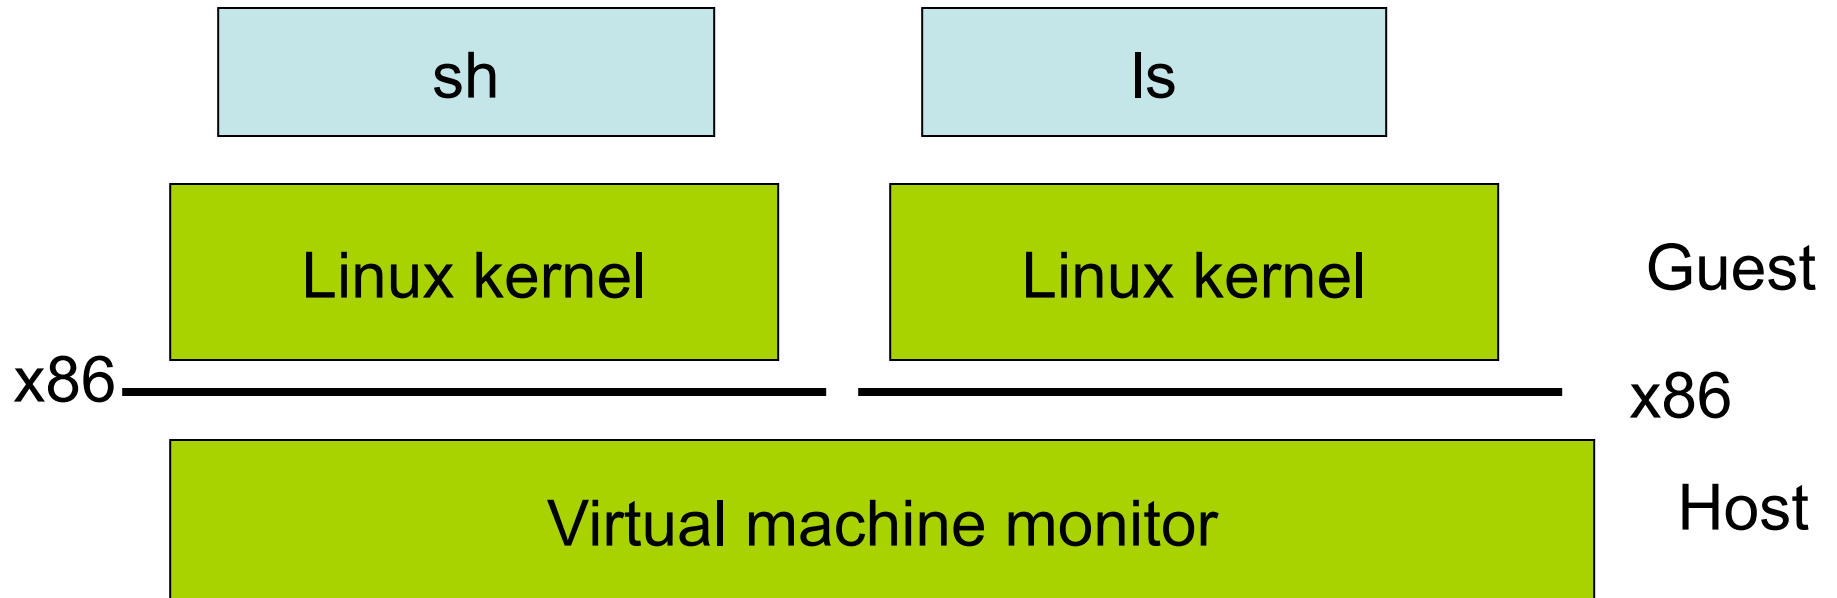 sh
ls
Linux kernel
Linux kernel
Guest
x86
x86
Virtual machine monitor
Host